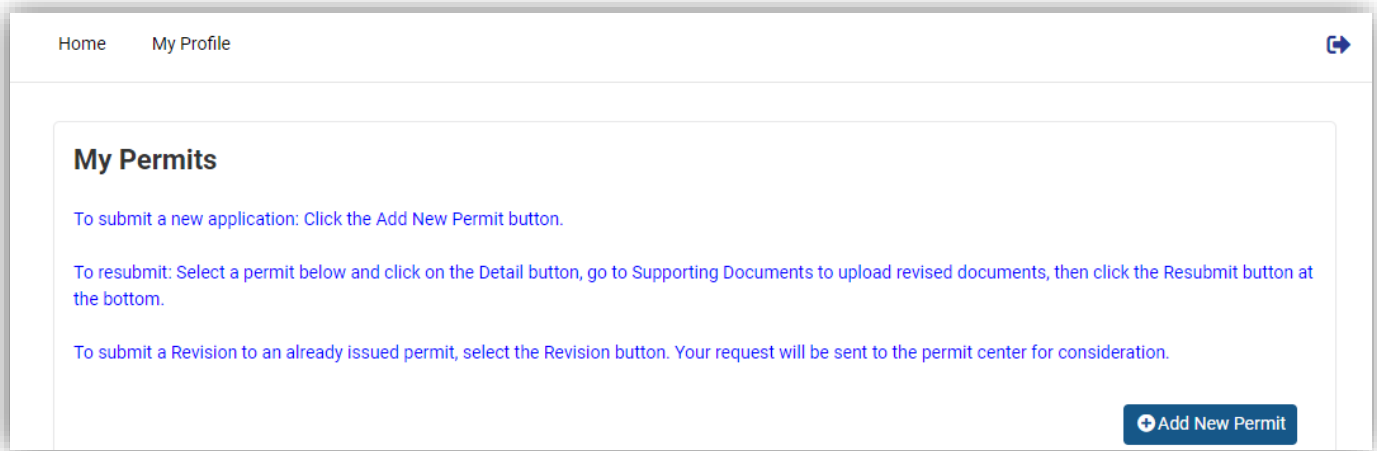 Home My Profile
My Permits
To submit a new application: Click the Add New Permit button.
To resubmit: Select a permit below and click on the Detail button, go to Supporting Documents to upload revised documents, then click the Resubmit button at
the bottom.
To submit a Revision to an already issued permit, select the Revision button. Your request will be sent to the permit center for consideration.
Add New Permit